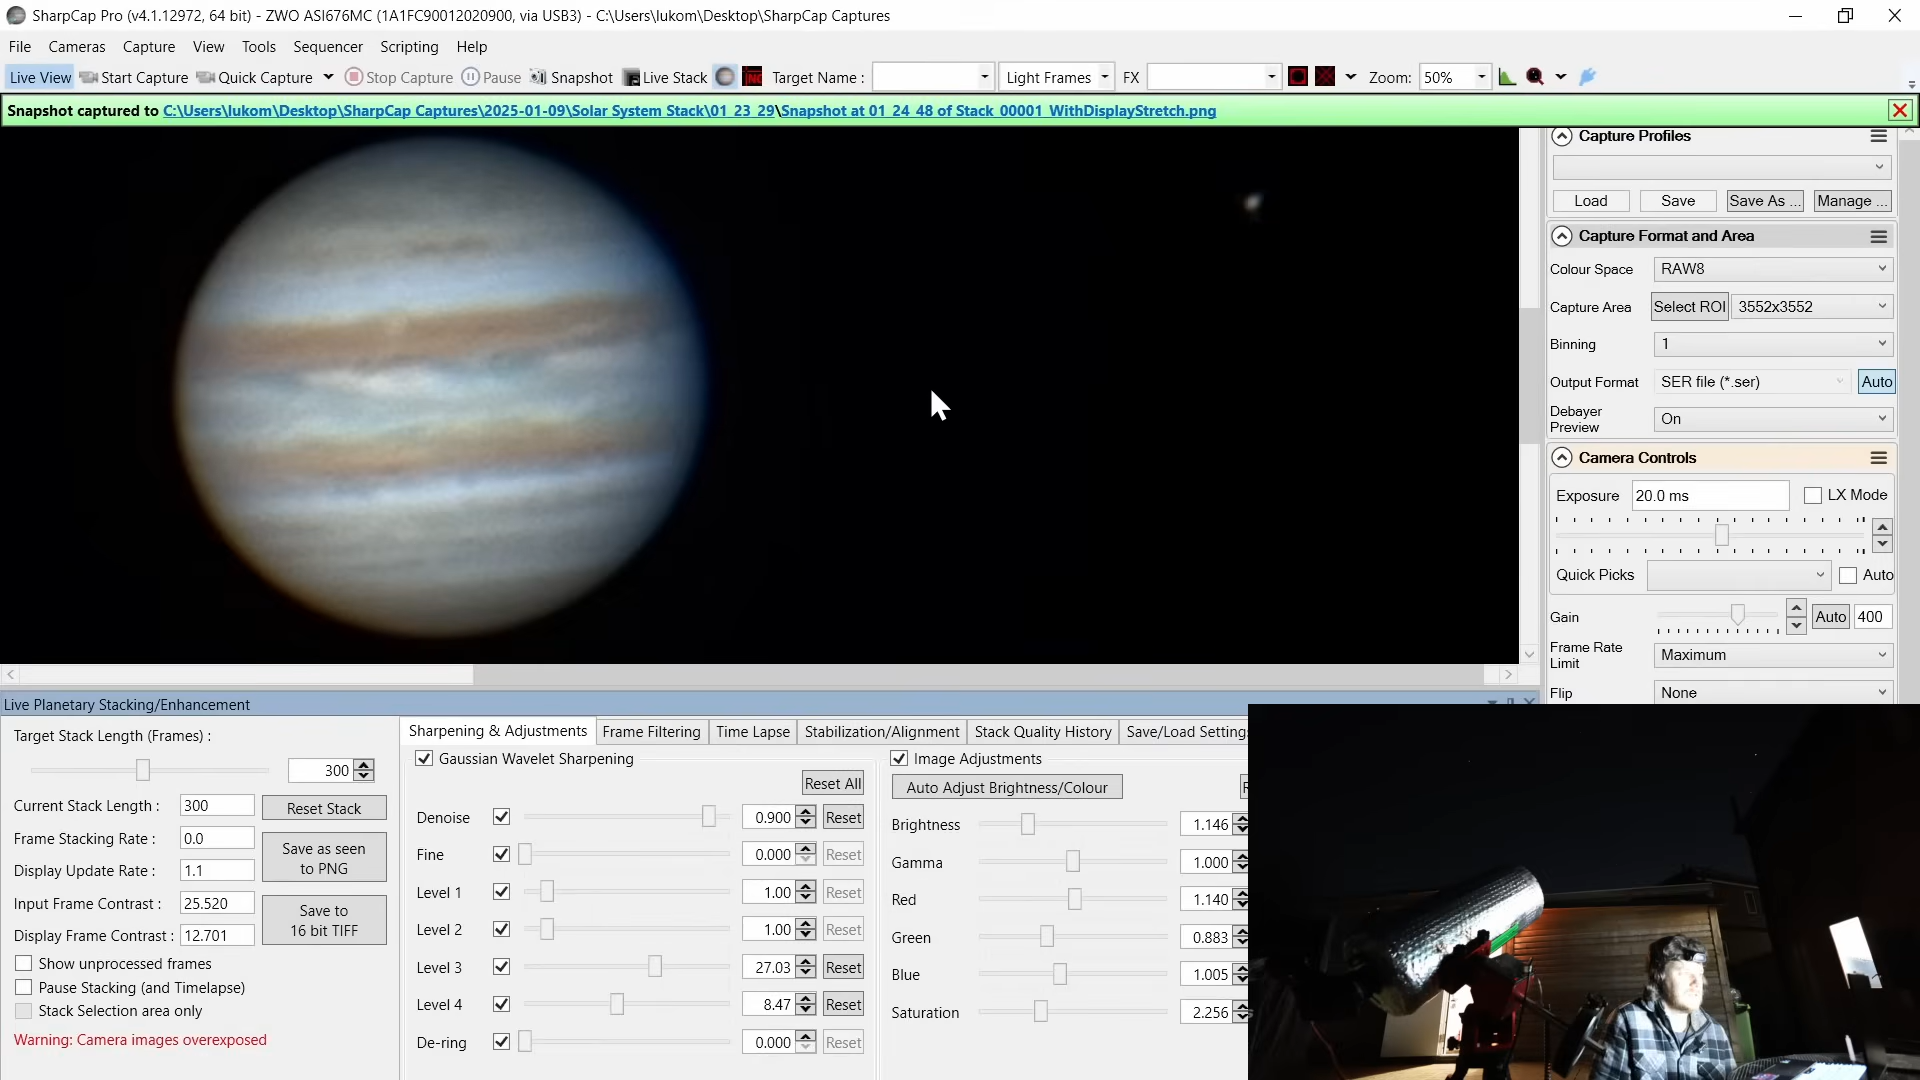 SharpCap Pro (v4.1.12972, 64 bit) - ZWO ASI676MC (1A1FC90012020900, via USB3) - C:\Users\lukom\Desktop\SharpCap Captures
File Cameras Capture View Tools Sequencer Scripting Help
Live View Start Capture Quick Capture Stop Capture Pause Snapshot Live Stack Target Name : Light Frames FX Zoom: 50%
Snapshot captured to C:\Users\lukom\Desktop\SharpCap Captures\2025-01-09\Solar System Stack\01_23_29\Snapshot at 01_24_48 of Stack_00001_WithDisplayStretch.png
Capture Profiles
Load Save Save As ... Manage ...
Capture Format and Area
Colour Space RAW8
Capture Area Select ROI 3552x3552
Binning 1
Output Format SER file (*.ser) Auto
Debayer Preview On
Camera Controls
Exposure 20.0 ms LX Mode
Quick Picks Auto
Gain Auto 400
Frame Rate Limit Maximum
Flip None
Live Planetary Stacking/Enhancement
Target Stack Length (Frames) :
300
Current Stack Length : 300 Reset Stack
Frame Stacking Rate : 0.0
Save as seen to PNG
Display Update Rate : 1.1
Input Frame Contrast : 25.520
Save to 16 bit TIFF
Display Frame Contrast : 12.701
Show unprocessed frames
Pause Stacking (and Timelapse)
Stack Selection area only
Warning: Camera images overexposed
Sharpening & Adjustments Frame Filtering Time Lapse Stabilization/Alignment Stack Quality History Save/Load Settings
Gaussian Wavelet Sharpening
Reset All
Denoise 0.900 Reset
Fine 0.000 Reset
Level 1 1.00 Reset
Level 2 1.00 Reset
Level 3 27.03 Reset
Level 4 8.47 Reset
De-ring 0.000 Reset
Image Adjustments
Auto Adjust Brightness/Colour
Brightness 1.146
Gamma 1.000
Red 1.140
Green 0.883
Blue 1.005
Saturation 2.256